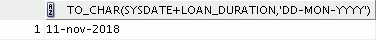 TO_CHAR(SYSDATE+LOAN_DURATION,'DD-MON-YYYY')
1 11-nov-2018